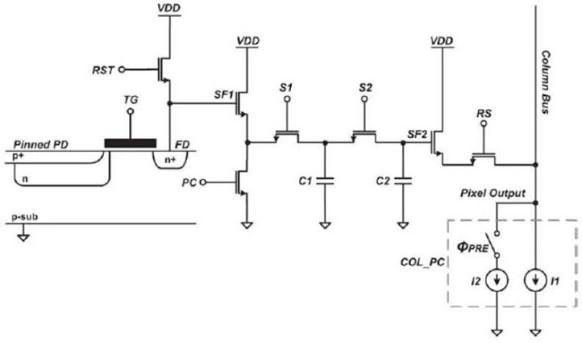 VDD
VDD
VDD
RST
TG
SF1
S1
S2
SF2
RS
Column Bus
Pinned PD
FD
p+
n+
n
PC
C1
C2
Pixel Output
p-sub
ΦPRE
COL_PC
I2
I1